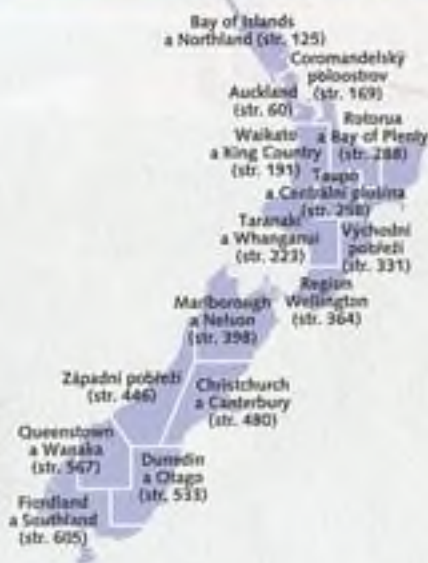 Bay of Islands
a Northland (str. 125)
Coromandelský
poloostrov
(str. 169)
Auckland
(str. 60)
Rotorua
a Bay of Plenty
(str. 288)
Waikato
a King Country
(str. 191)
Taupo
a Centrální plošina
(str. 258)
Taranaki
a Whanganui
(str. 223)
Východní
pobřeží
(str. 331)
Region
Wellington
(str. 364)
Marlborough
a Nelson
(str. 398)
Západní pobřeží
(str. 446)
Christchurch
a Canterbury
(str. 480)
Queenstown
a Wanaka
(str. 567)
Dunedin
a Otago
(str. 533)
Fiordland
a Southland
(str. 605)